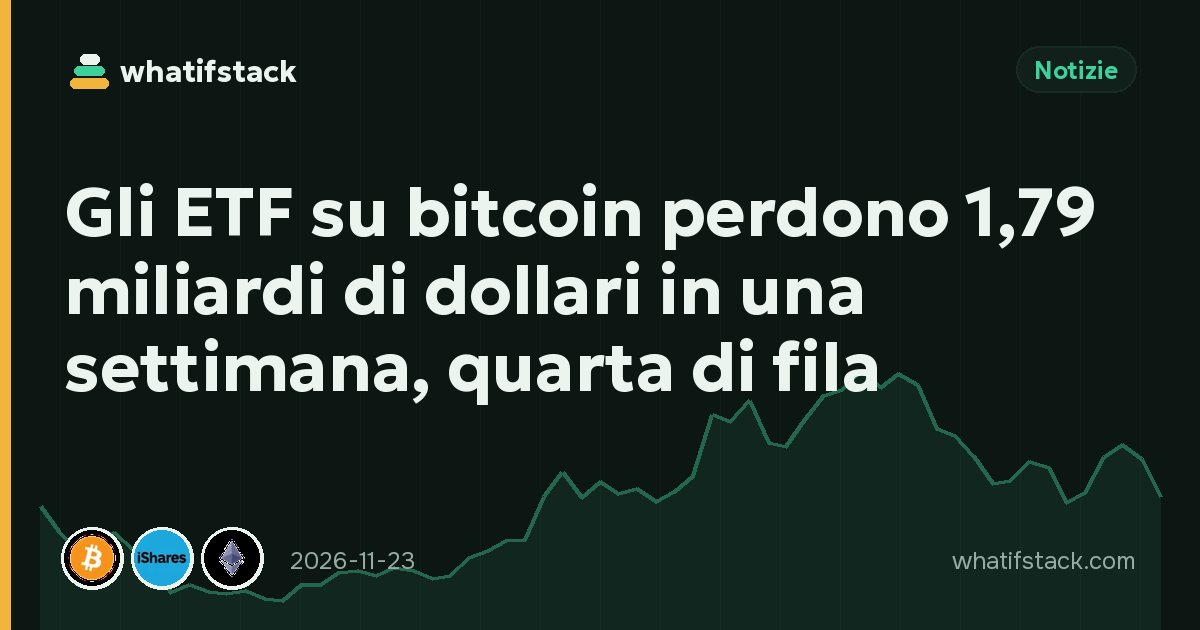 whatifstack
Notizie
Gli ETF su bitcoin perdono 1,79
miliardi di dollari in una
settimana, quarta di fila
iShares
2026-11-23
whatifstack.com